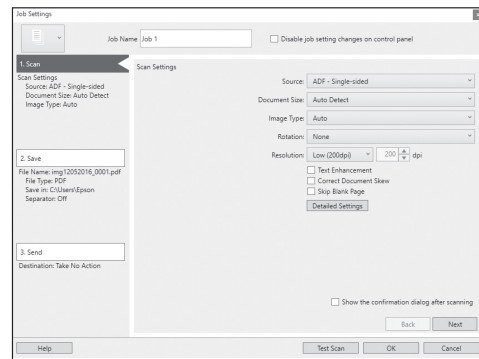 Job Settings
Job Name Job 1
Disable job setting changes on control panel
1. Scan
Scan Settings
Source: ADF - Single-sided
Document Size: Auto Detect
Image Type: Auto
2. Save
File Name: img12052016_0001.pdf
File Type: PDF
Save in: C:\Users\Epson
Separator: Off
3. Send
Destination: Take No Action
Scan Settings
Source: ADF - Single-sided
Document Size: Auto Detect
Image Type: Auto
Rotation: None
Resolution: Low (200dpi) 200 dpi
Text Enhancement
Correct Document Skew
Skip Blank Page
Detailed Settings
Show the confirmation dialog after scanning
Back Next
Help Test Scan OK Cancel